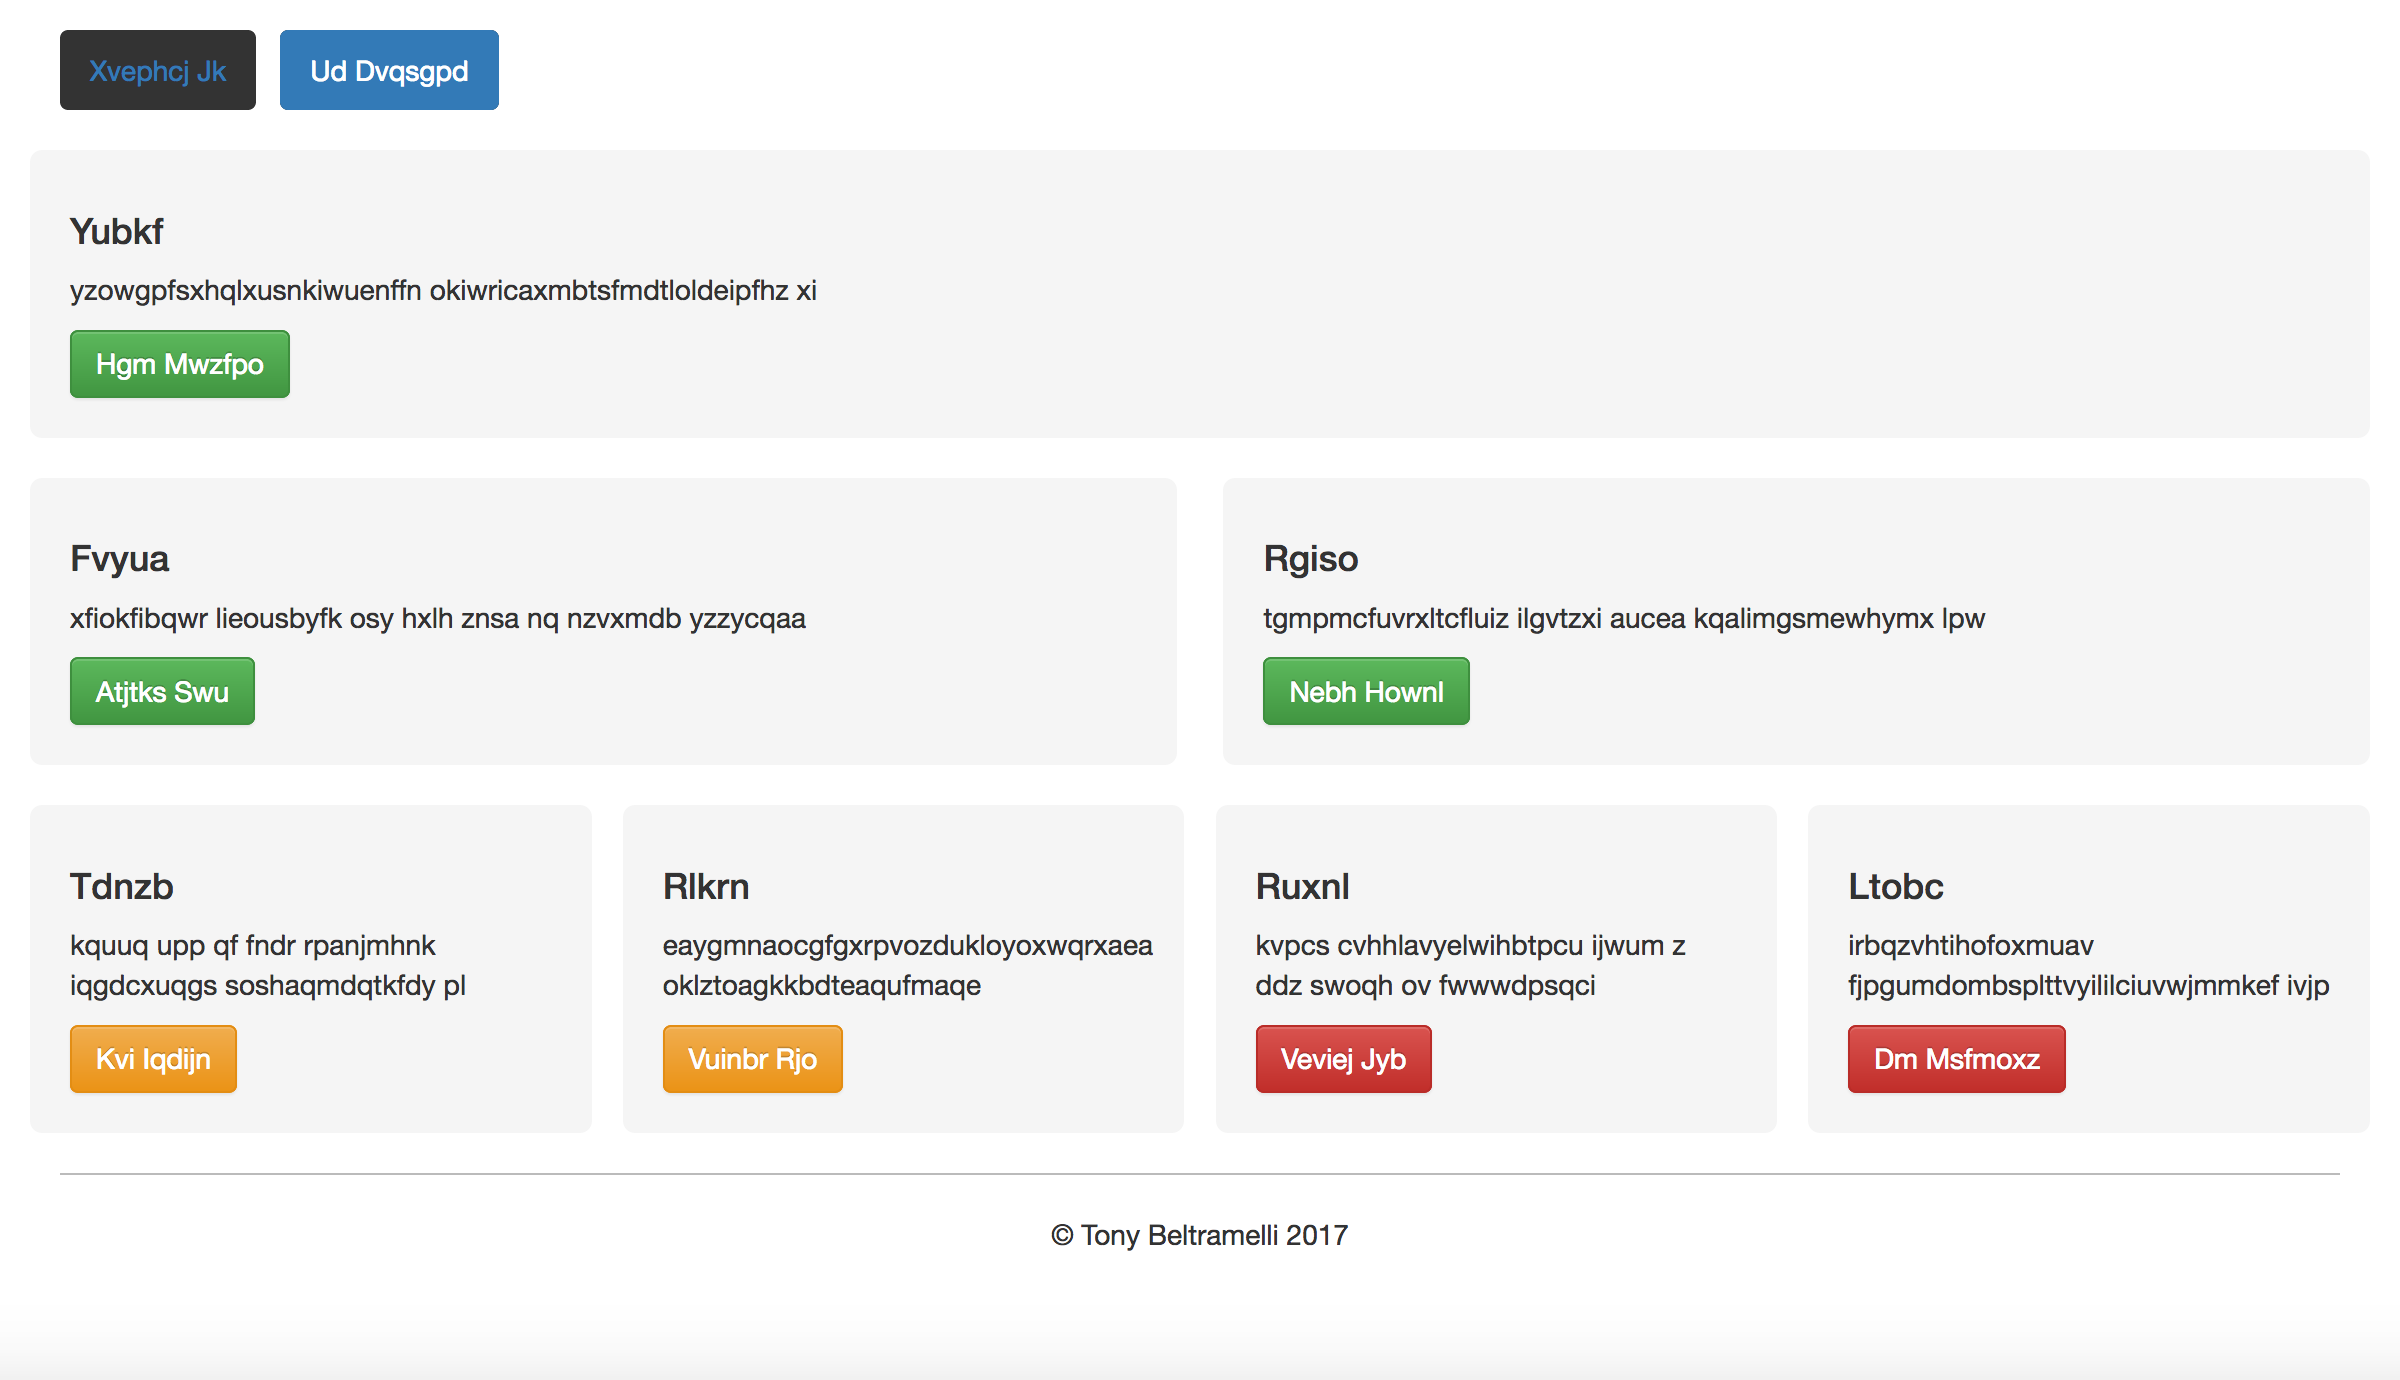 Xvephcj Jk
Ud Dvqsgpd
Yubkf
yzowgpfsxhqlxusnkiwuenffn okiwricaxmbtsfmdtloldeipfhz xi
Hgm Mwzfpo
Fvyua
xfiokfibqwr lieousbyfk osy hxlh znsa nq nzvxmdb yzzycqaa
Atjtks Swu
Rgiso
tgmpmcfuvrxltcfluiz ilgvtzxi aucea kqalimgsmewhymx lpw
Nebh Hownl
Tdnzb
kquuq upp qf fndr rpanjmhnk
iqgdcxuqgs soshaqmdqtkfdy pl
Kvi Iqdijn
Rlkrn
eaygmnaocgfgxrpvozdukloyoxwqrxaea
oklztoagkkbdteaqufmaqe
Vuinbr Rjo
Ruxnl
kvpcs cvhhlavyelwihbtpcu ijwum z
ddz swoqh ov fwwwdpsqci
Veviej Jyb
Ltobc
irbqzvhtihofoxmuav
fjpgumdombsplttvyililciuvwjmmkef ivjp
Dm Msfmoxz
© Tony Beltramelli 2017